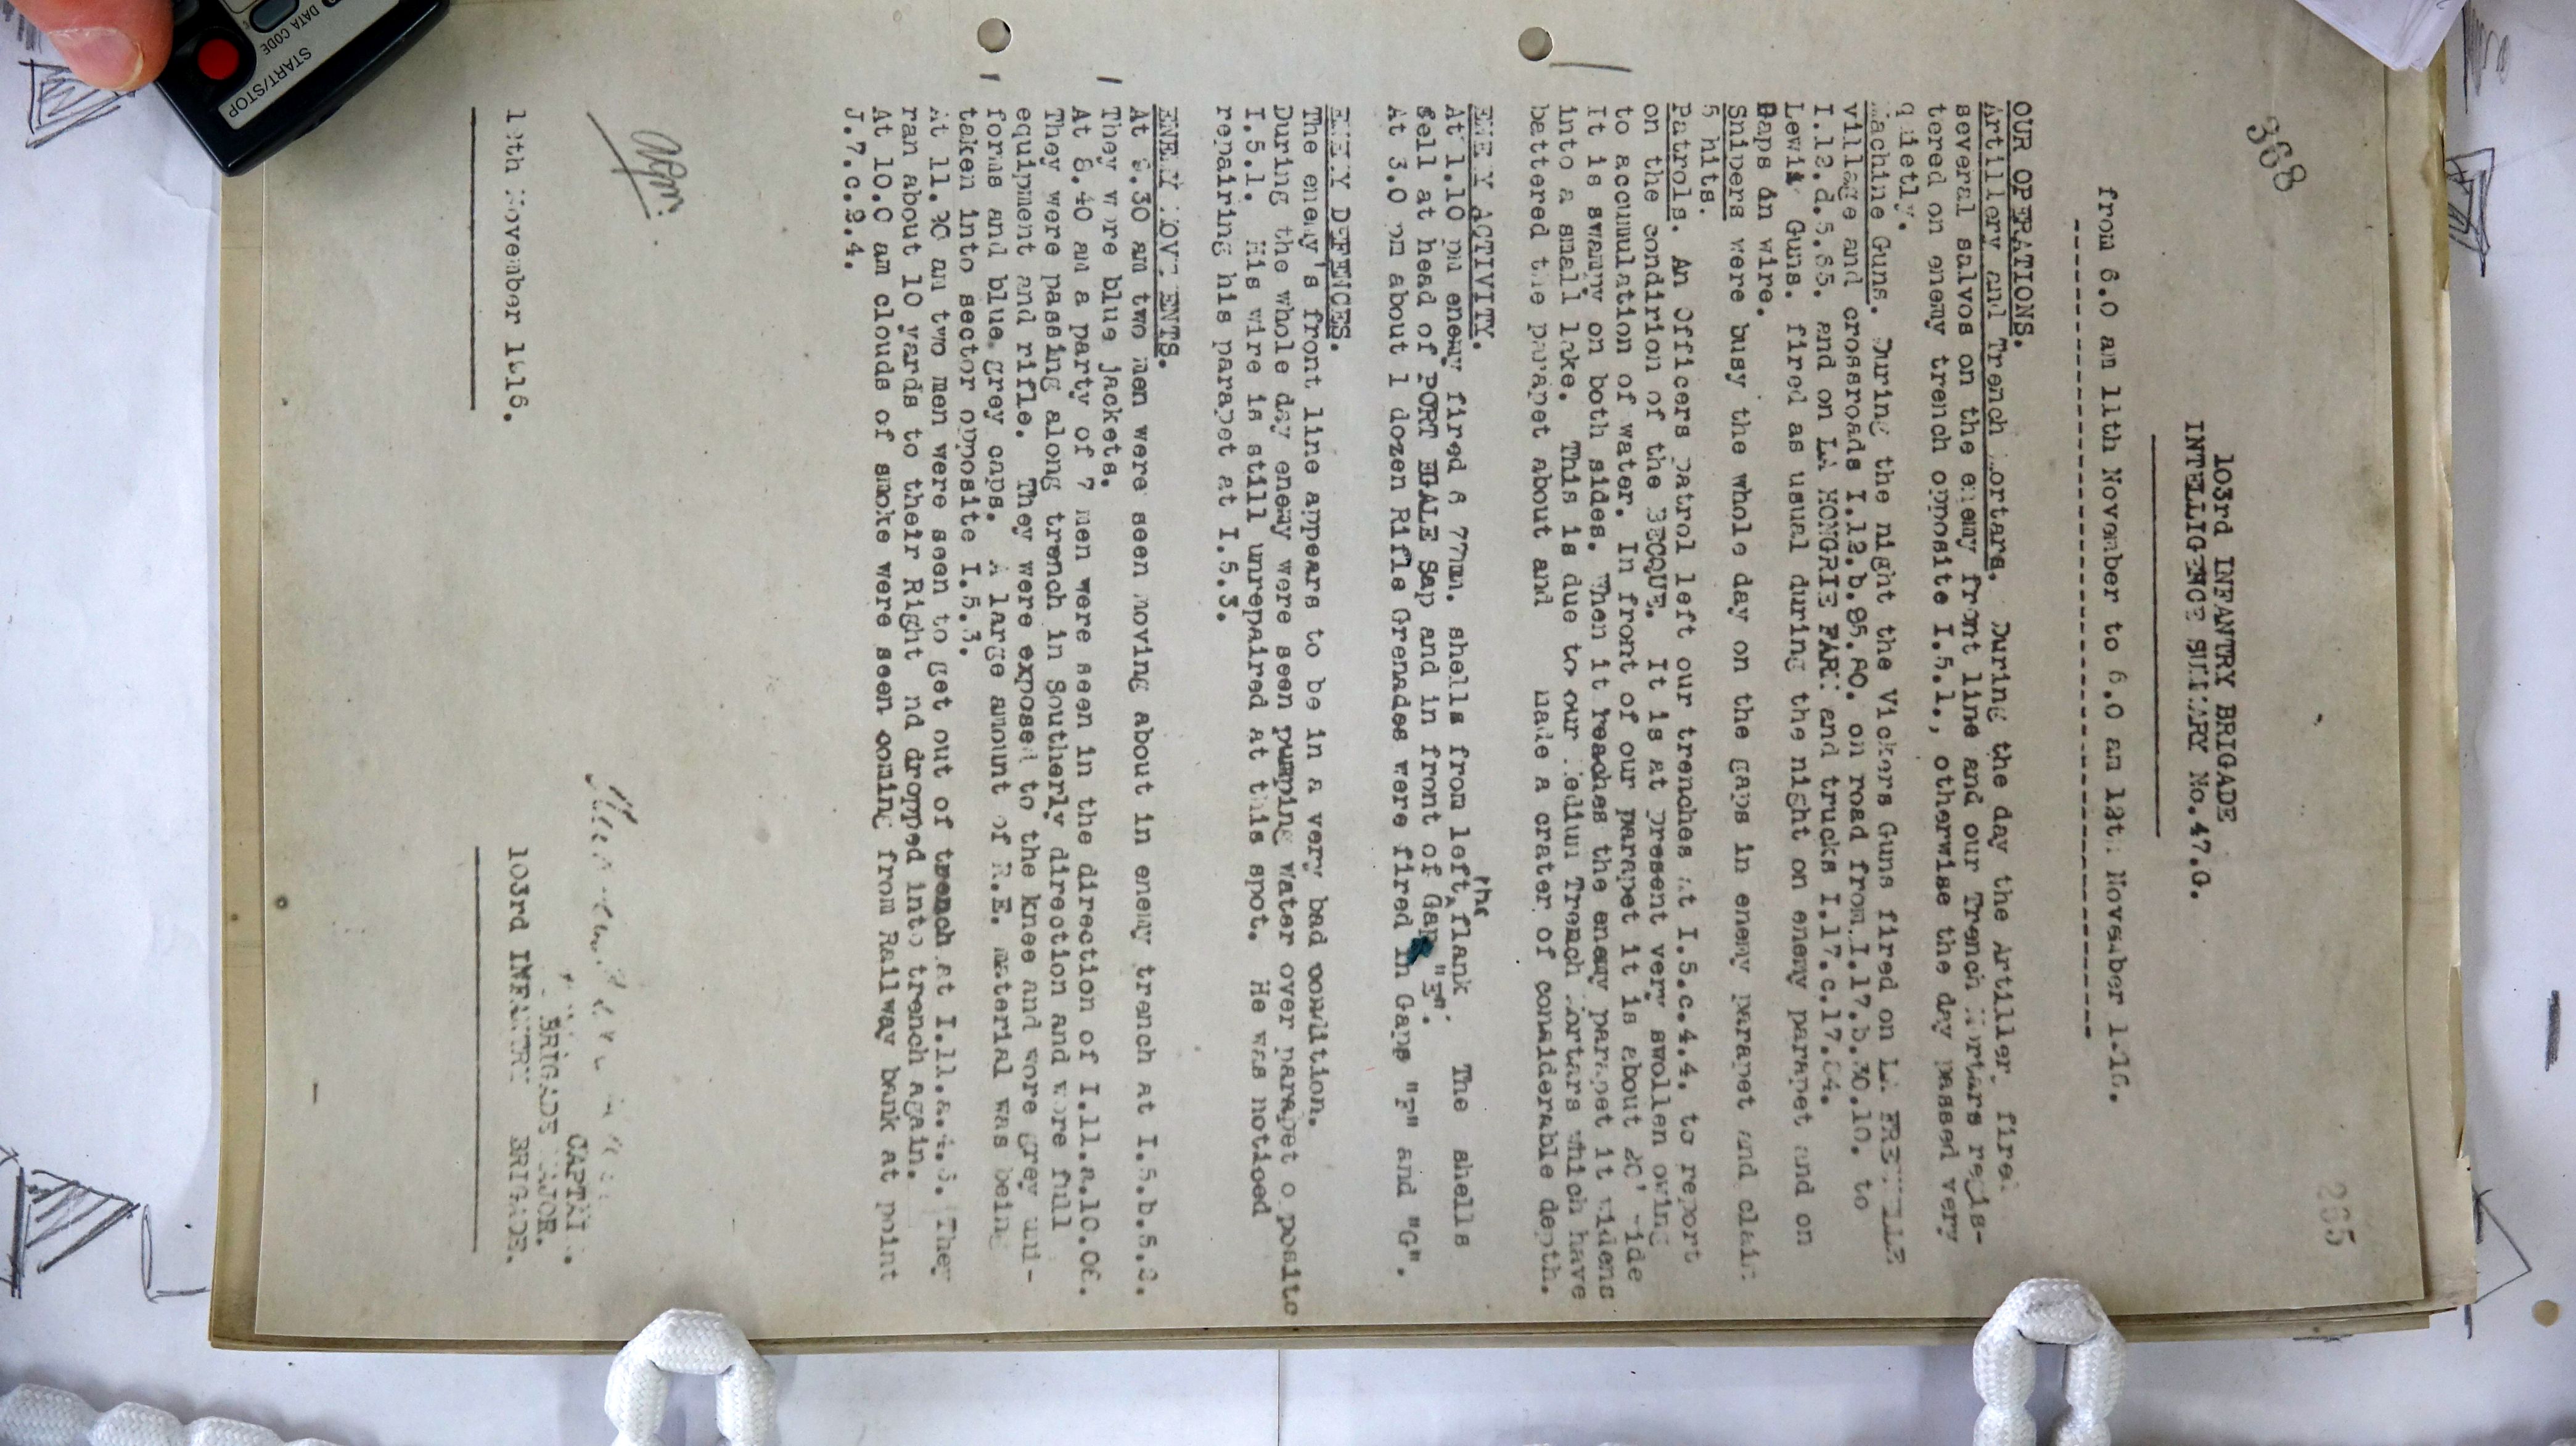 368
265
103rd INFANTRY BRIGADE
INTELLIGENCE SUMMARY No.47.G.
from 6.0 am 11th November to 6.0 am 12th November
OUR OPERATIONS.
Artillery and Trench Mortars. During the day the Artillery fired
several salvos on the enemy front line and our Trench Mortars regis-
tered on enemy trench opposite I.5.1., otherwise the day passed very
quietly.
Machine Guns. During the night the Vickers Guns fired on LA
village and crossroads I.12.b. on road from I.17.b.30.10. to
I.12.d.5.65. and on LA HONGRIE FARM and trucks I.17.c.17.
Lewis Guns. fired as usual during the night on enemy parapet and on
Gaps in wire.
Snipers were busy the whole day on the gaps in enemy parapet and claim
5 hits.
Patrols. An Officers patrol left our trenches at I.5.c.4.4. to report
on the condirion of the BECQUE. It is at present very swollen owing
to accumulation of water. In front of our parapet it is about 20' wide
It is swampy on both sides. When it reaches the enemy parapet it widens
into a small lake. This is due to our Medium Trench Mortars which have
battered the parapet about and made a crater of considerable depth.
ENEMY ACTIVITY.
At 1.10 pm enemy fired 6 77mm. shells from left the flank. The shells
fell at head of PORT EGALE Sap and in front of Gap "E".
At 3.0 pm about 1 dozen Rifle Grenades were fired in Gaps "F" and "G".
ENEMY DEFENCES.
The enemy's front line appears to be in a very bad condition.
During the whole day enemy were seen pumping water over parapet opposite
I.5.1. His wire is still unrepaired at this spot. He was noticed
repairing his parapet at I.5.3.
ENEMY MOVEMENTS.
At 30 am two men were seen moving about in enemy trench at I.5.b.5.
They wore blue jackets.
At 8.40 am a party of 7 men were seen in the direction of I.11.a.10.06.
They were passing along trench in Southerly direction and wore full
equipment and rifle. They were exposed to the knee and wore grey uni-
forms and blue grey caps. A large amount of R.E. material was being
taken into sector opposite I.5.3.
At 11.20 am two men were seen to get out of trench at I.11.a. They
ran about 10 yards to their Right and dropped into trench again.
At 10.0 am clouds of smoke were seen coming from Railway bank at point
J.7.c.2.4.
CAPTAIN.
BRIGADE MAJOR.
12th November 1916. 103rd INFANTRY BRIGADE.
START/STOP
DATA CODE